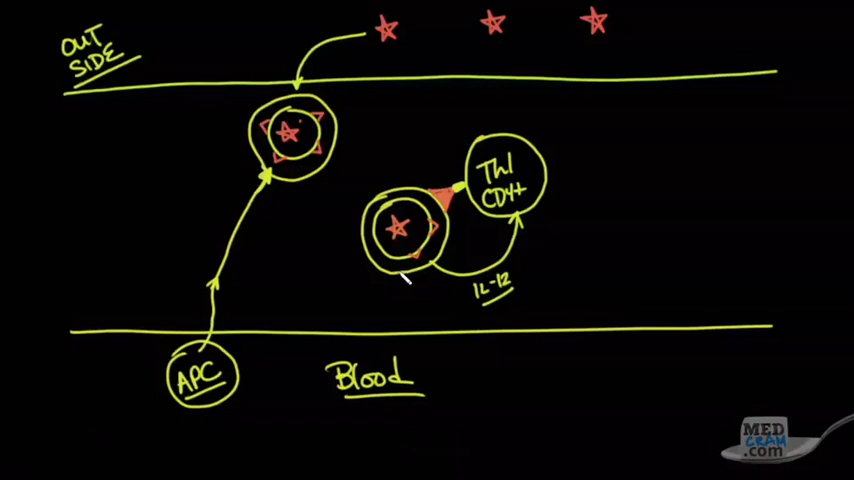 OUT
SIDE
Th1
CD4+
IL-12
APC
Blood
MED
CRAM
.com